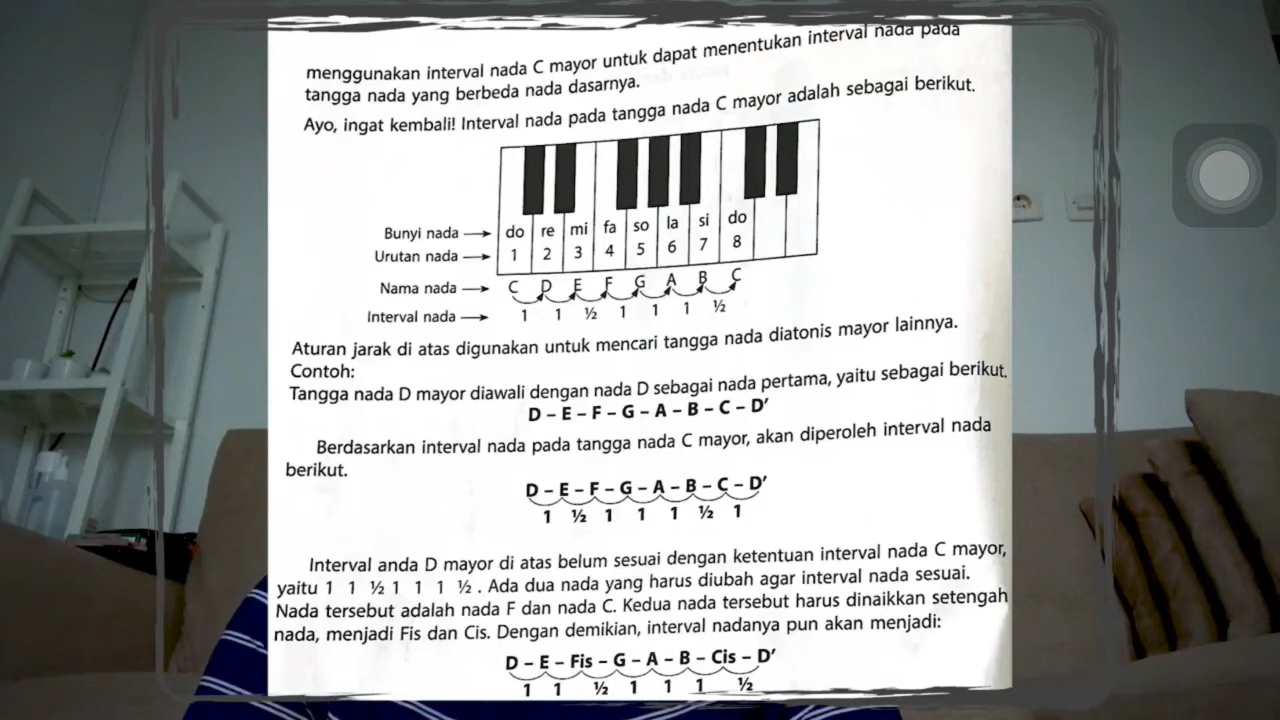 menggunakan interval nada C mayor untuk dapat menentukan interval nada pada
tangga nada yang berbeda nada dasarnya.
Ayo, ingat kembali! Interval nada pada tangga nada C mayor adalah sebagai berikut.
Bunyi nada → do re mi fa so la si do
Urutan nada → 1 2 3 4 5 6 7 8
Nama nada → C D E F G A B C
Interval nada → 1 1 ½ 1 1 1 ½
Aturan jarak di atas digunakan untuk mencari tangga nada diatonis mayor lainnya.
Contoh:
Tangga nada D mayor diawali dengan nada D sebagai nada pertama, yaitu sebagai berikut.
D – E – F – G – A – B – C – D'
Berdasarkan interval nada pada tangga nada C mayor, akan diperoleh interval nada
berikut.
D – E – F – G – A – B – C – D'
1 ½ 1 1 1 ½ 1
Interval anda D mayor di atas belum sesuai dengan ketentuan interval nada C mayor,
yaitu 1 1 ½ 1 1 1 ½ . Ada dua nada yang harus diubah agar interval nada sesuai.
Nada tersebut adalah nada F dan nada C. Kedua nada tersebut harus dinaikkan setengah
nada, menjadi Fis dan Cis. Dengan demikian, interval nadanya pun akan menjadi:
D – E – Fis – G – A – B – Cis – D'
1 1 ½ 1 1 1 ½